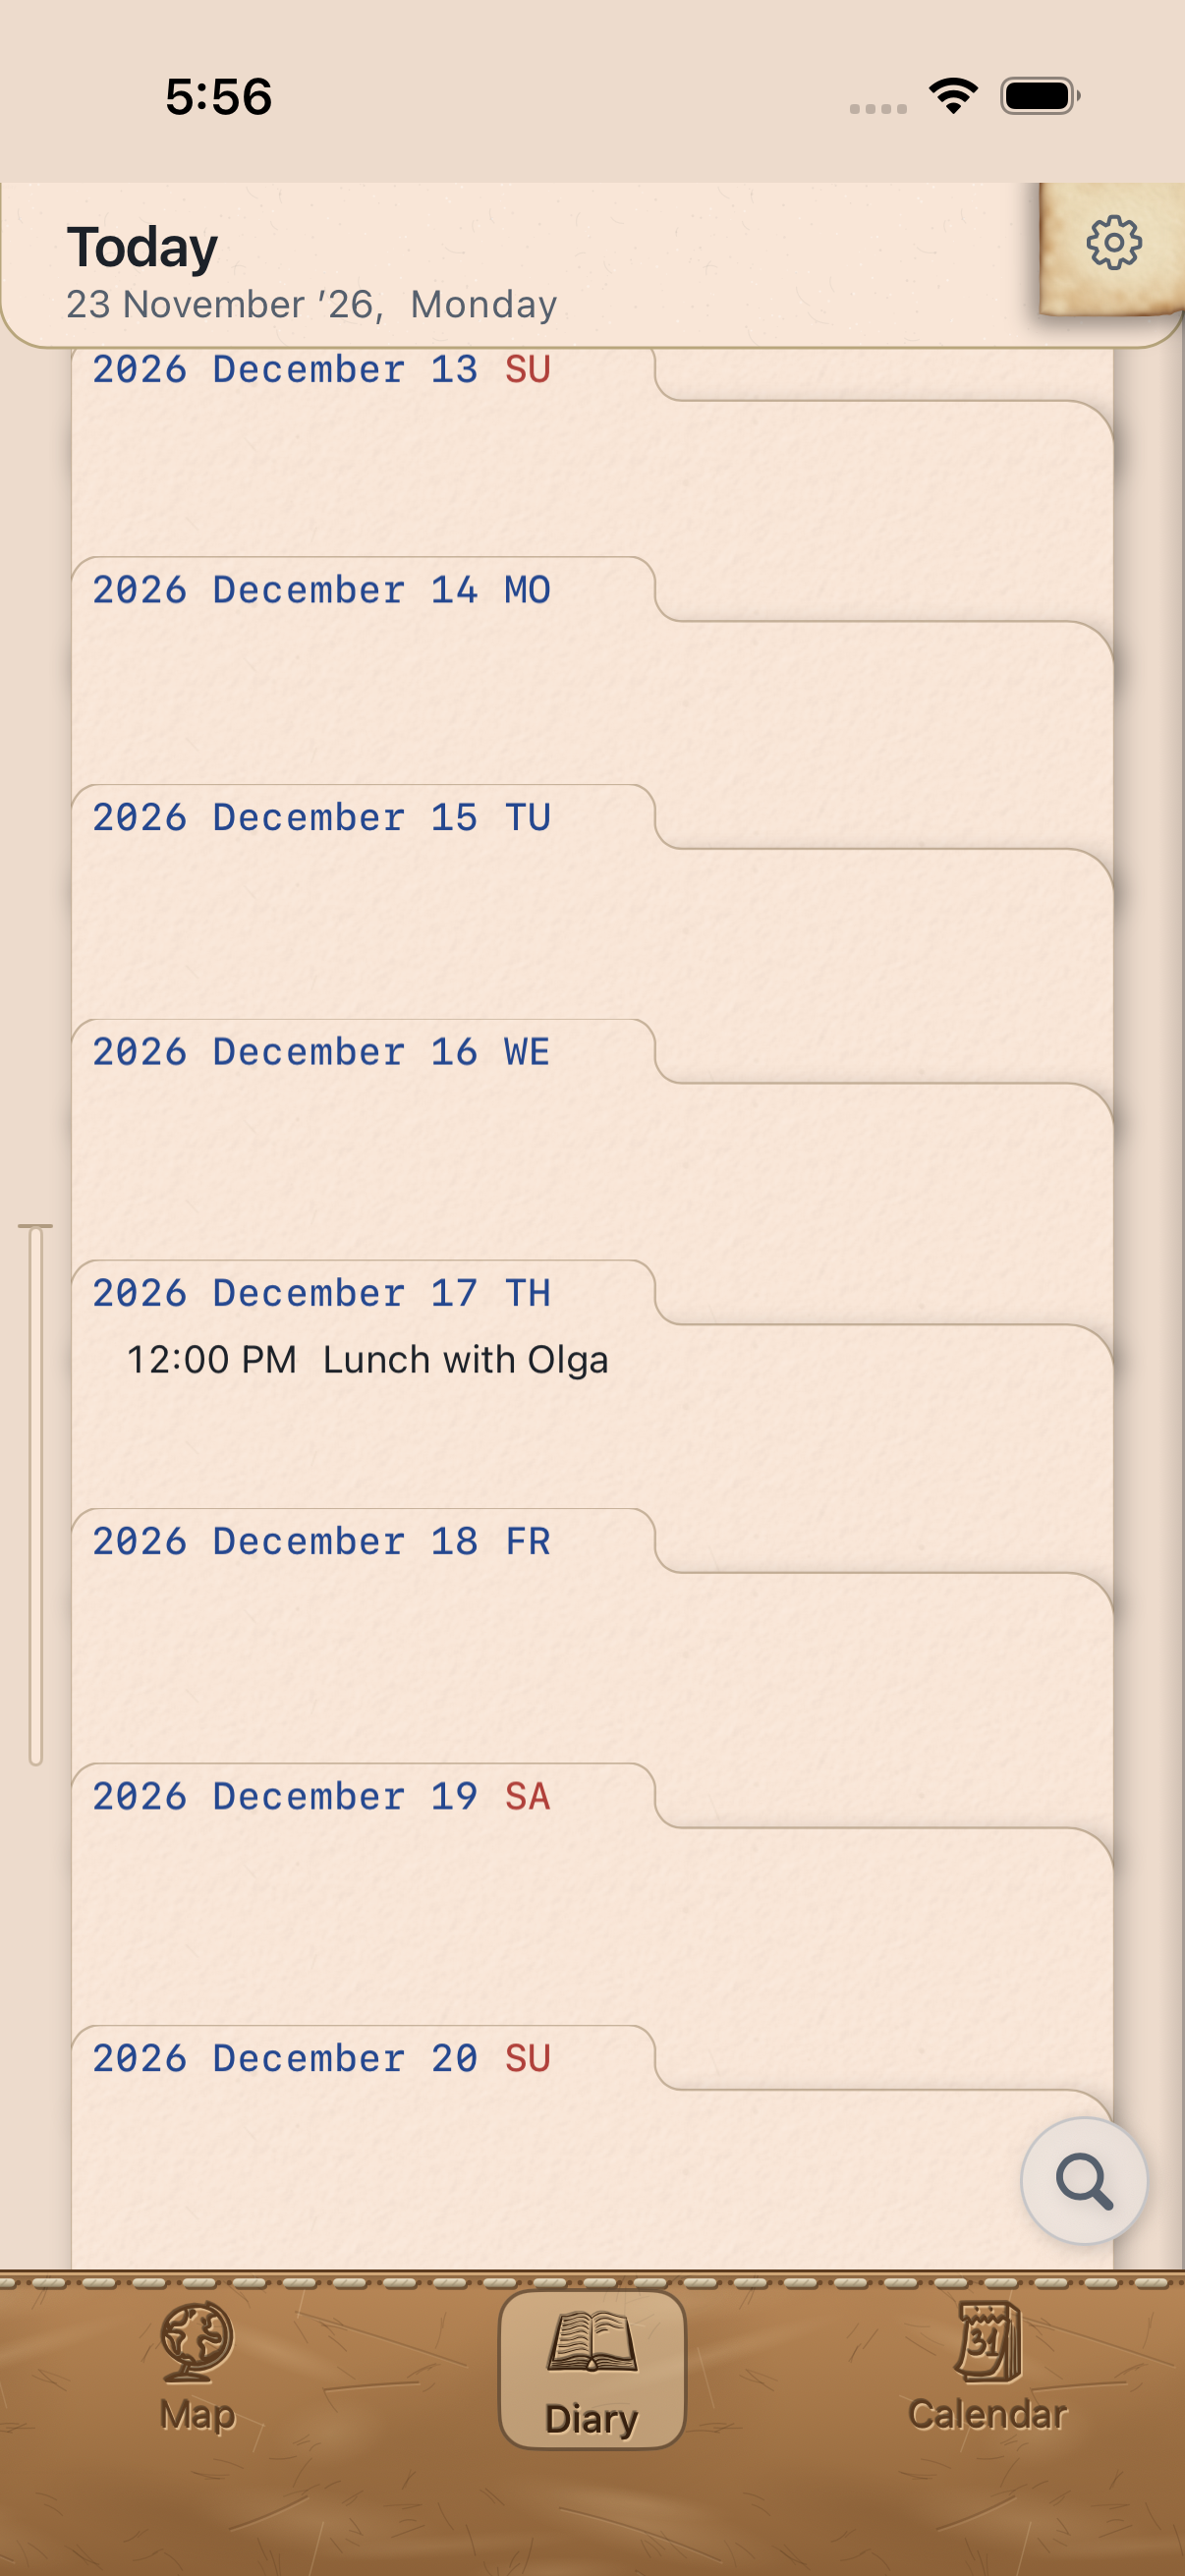 5:56
Today
23 November ’26, Monday
2026 December 13 SU
2026 December 14 MO
2026 December 15 TU
2026 December 16 WE
2026 December 17 TH
12:00 PM Lunch with Olga
2026 December 18 FR
2026 December 19 SA
2026 December 20 SU
31
Map
Diary
Calendar